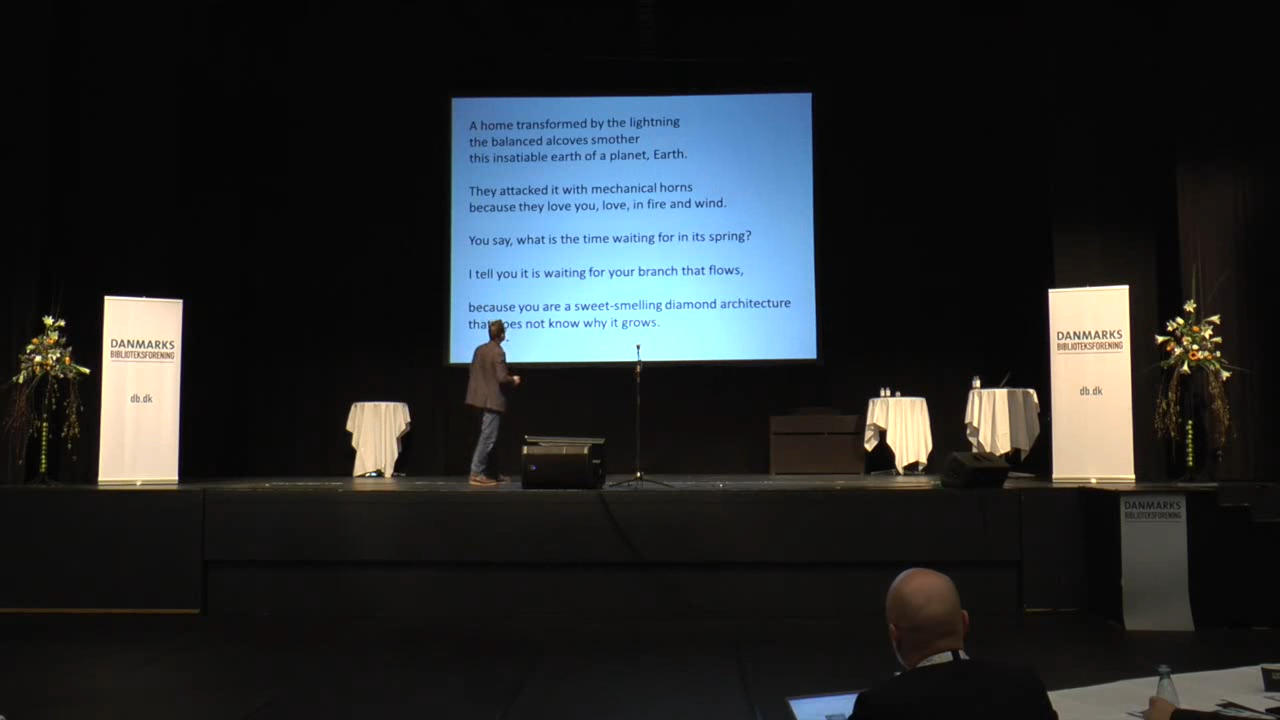 A home transformed by the lightning
the balanced alcoves smother
this insatiable earth of a planet, Earth.
They attacked it with mechanical horns
because they love you, love, in fire and wind.
You say, what is the time waiting for in its spring?
I tell you it is waiting for your branch that flows,
because you are a sweet-smelling diamond architecture
that does not know why it grows.
DANMARKS
BIBLIOTEKSFORENING
db.dk
DANMARKS
BIBLIOTEKSFORENING
db.dk
DANMARKS
BIBLIOTEKSFORENING